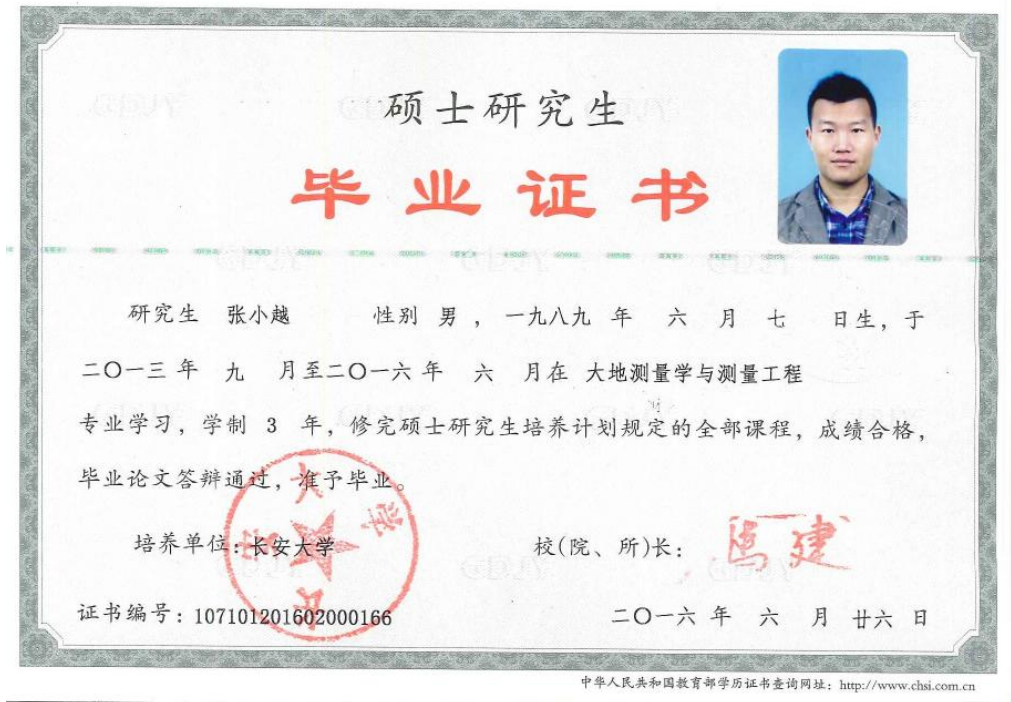 硕士研究生
毕业证书
研究生 张小越 性别 男 ，一九八九 年 六 月 七 日生，于
二〇一三 年 九 月至二〇一六 年 六 月在 大地测量学与测量工程
专业学习，学制 3 年，修完硕士研究生培养计划规定的全部课程，成绩合格，
毕业论文答辩通过，准予毕业。
培养单位：长安大学
校(院、所)长：
证书编号：107101201602000166
二〇一六 年 六 月 廿六 日
中华人民共和国教育部学历证书查询网址：http://www.chsi.com.cn